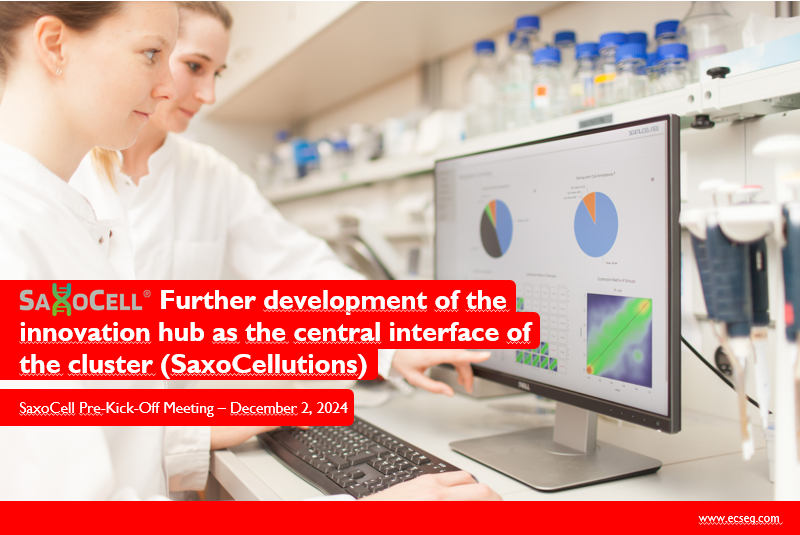 SAXOCELL® Further development of the
innovation hub as the central interface of
the cluster (SaxoCellutions)
SaxoCell Pre-Kick-Off Meeting – December 2, 2024
DELL
www.ecseq.com